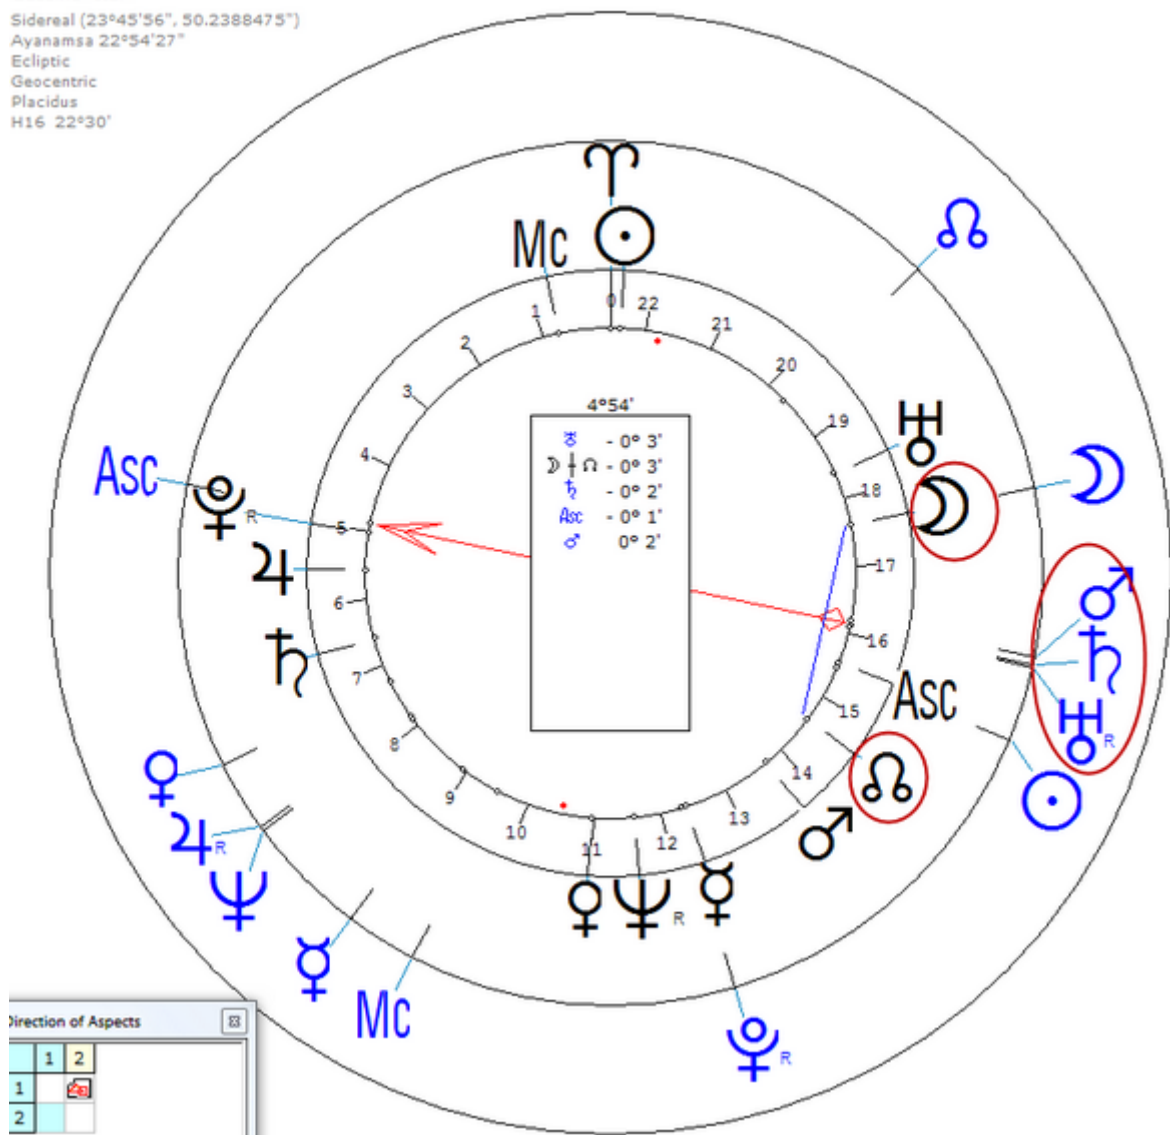 Sidereal (23°45'56", 50.2388475")
Ayanamsa 22°54'27"
Ecliptic
Geocentric
Placidus
H16 22°30'
♈
☊
Mc ☉
1 0 22
2 21
3 20
4°54'
♅ - 0° 3'
☽ ☊ - 0° 3'
♄ - 0° 2'
Asc - 0° 1'
♂ 0° 2'
19 ♅
4 18 ☽ ☽
Asc ♇ R
5 17
♃ ♂
6 16 ♄
♄ ♅ R
7 Asc
15 ☉
8 14 ☊
9 13 ♂
10 11 12
♀
♃ R
♆
♀ ♆ R ☿
☿
Mc
♇ R
Direction of Aspects
1 2
1
2